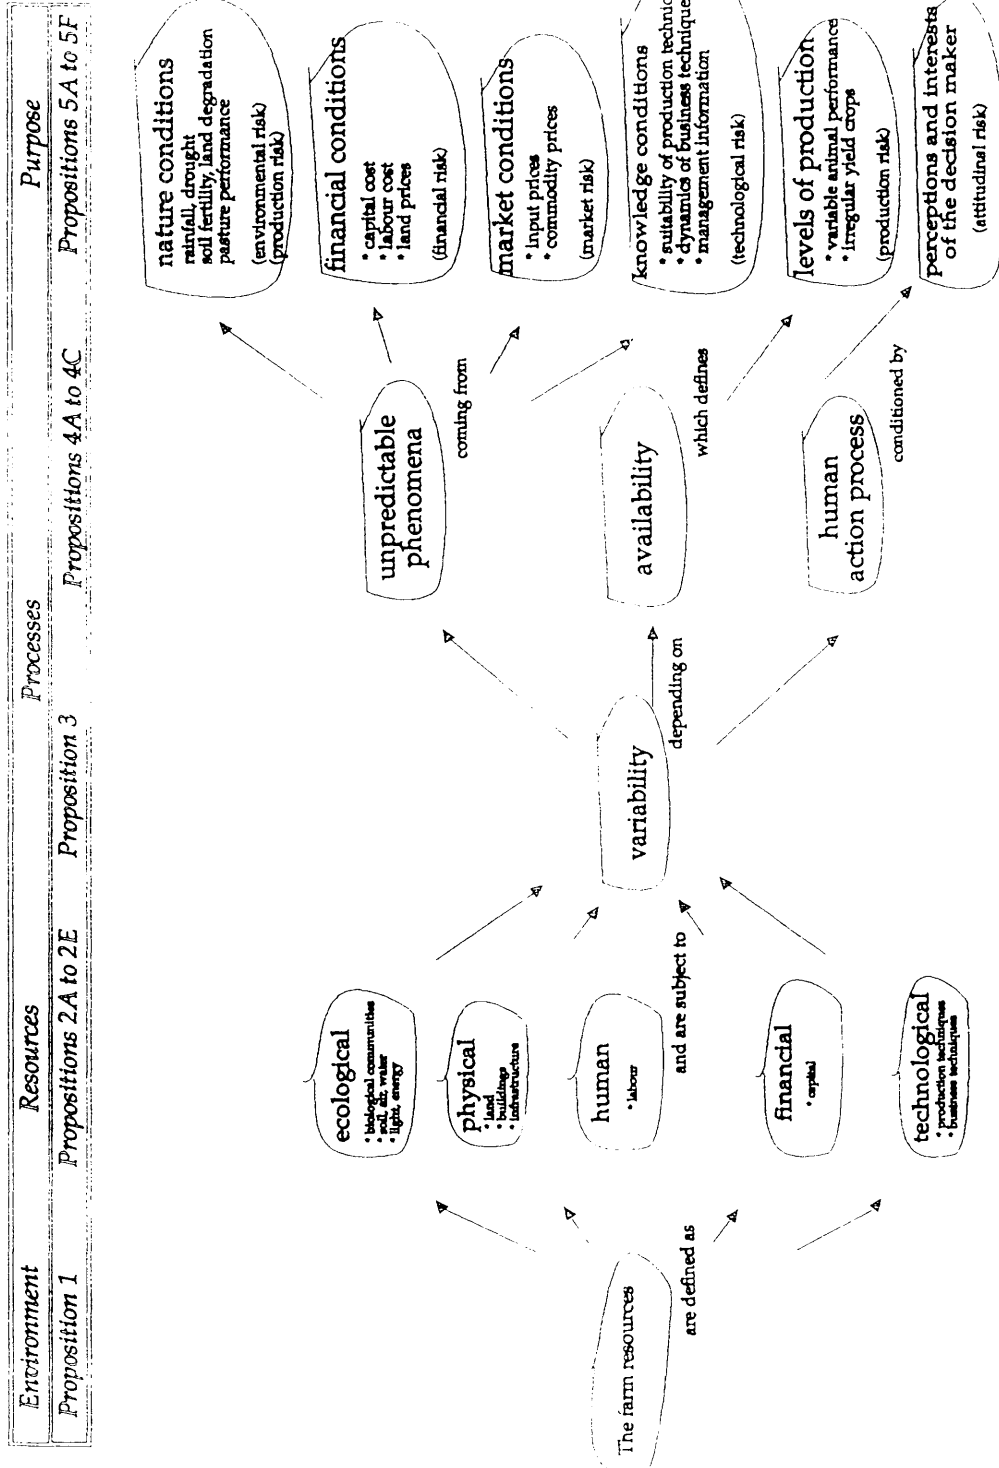 Environment
Resources
Processes
Purpose
Proposition 1
Propositions 2A to 2E
Proposition 3
Propositions 4A to 4C
Propositions 5A to 5F
The farm resources
are defined as
ecological
* biological communities
* soil, air, water
* light, energy
physical
* land
* buildings
* infrastructure
human
* labour
financial
* capital
technological
* production techniques
* business techniques
and are subject to
variability
depending on
unpredictable
phenomena
availability
human
action process
coming from
which defines
conditioned by
nature conditions
rainfall, drought
soil fertility, land degradation
pasture performance
(environmental risk)
(production risk)
financial conditions
* capital cost
* labour cost
* land prices
(financial risk)
market conditions
* input prices
* commodity prices
(market risk)
knowledge conditions
* suitability of production
* dynamics of business
* management information
(technological risk)
levels of production
* variable animal performance
* irregular yield crops
(production risk)
perceptions and interests
of the decision maker
(attitudinal risk)